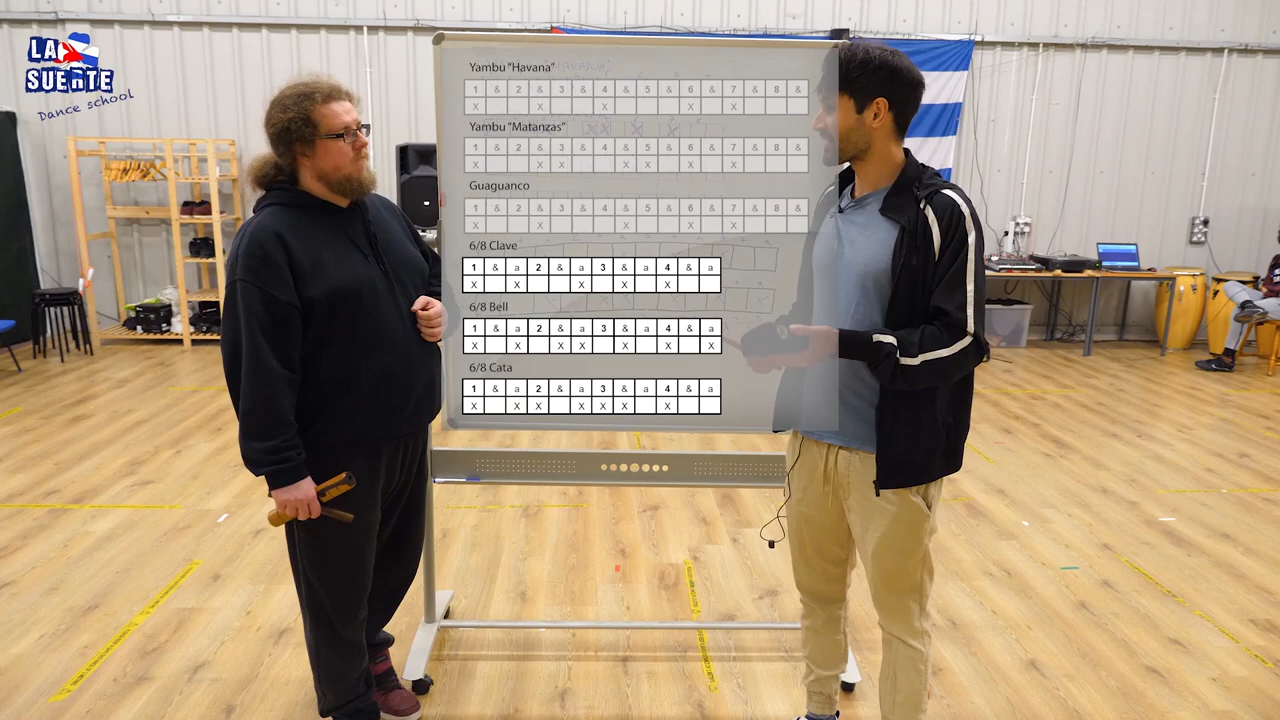 LA
SUERTE
Dance school
Yambu "Havana"
1 & 2 & 3 & 4 & 5 & 6 & 7 & 8 &
X X X X X
Yambu "Matanzas"
1 & 2 & 3 & 4 & 5 & 6 & 7 & 8 &
X X X X X X X
Guaguanco
1 & 2 & 3 & 4 & 5 & 6 & 7 & 8 &
X X X X X
6/8 Clave
1 & a 2 & a 3 & a 4 & a
X X X X X
6/8 Bell
1 & a 2 & a 3 & a 4 & a
X X X X X X X
6/8 Cata
1 & a 2 & a 3 & a 4 & a
X X X X X X X